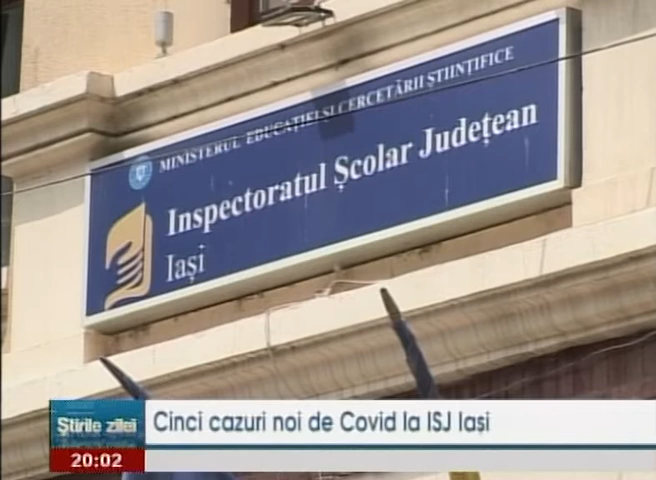 MINISTERUL EDUCAȚIEI ȘI CERCETĂRII ȘTIINȚIFICE
Inspectoratul Școlar Județean
Iași
Știrile zilei
Cinci cazuri noi de Covid la ISJ Iași
20:02